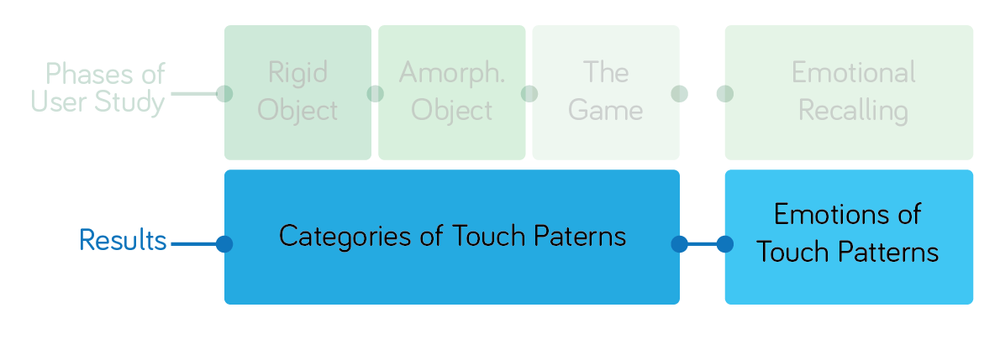 Phases of
User Study
Rigid
Object
Amorph.
Object
The
Game
Emotional
Recalling
Results
Categories of Touch Paterns
Emotions of
Touch Patterns